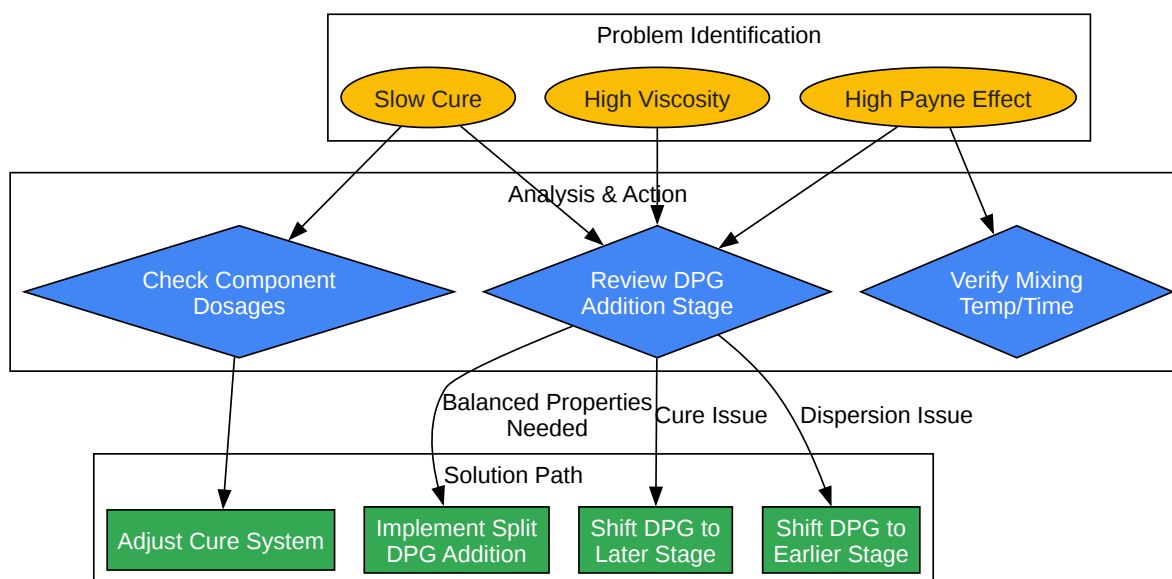 Problem Identification
Slow Cure
High Viscosity
High Payne Effect
Analysis & Action
Check Component
Dosages
Review DPG
Addition Stage
Verify Mixing
Temp/Time
Balanced Properties
Needed
Cure Issue
Dispersion Issue
Solution Path
Adjust Cure System
Implement Split
DPG Addition
Shift DPG to
Later Stage
Shift DPG to
Earlier Stage